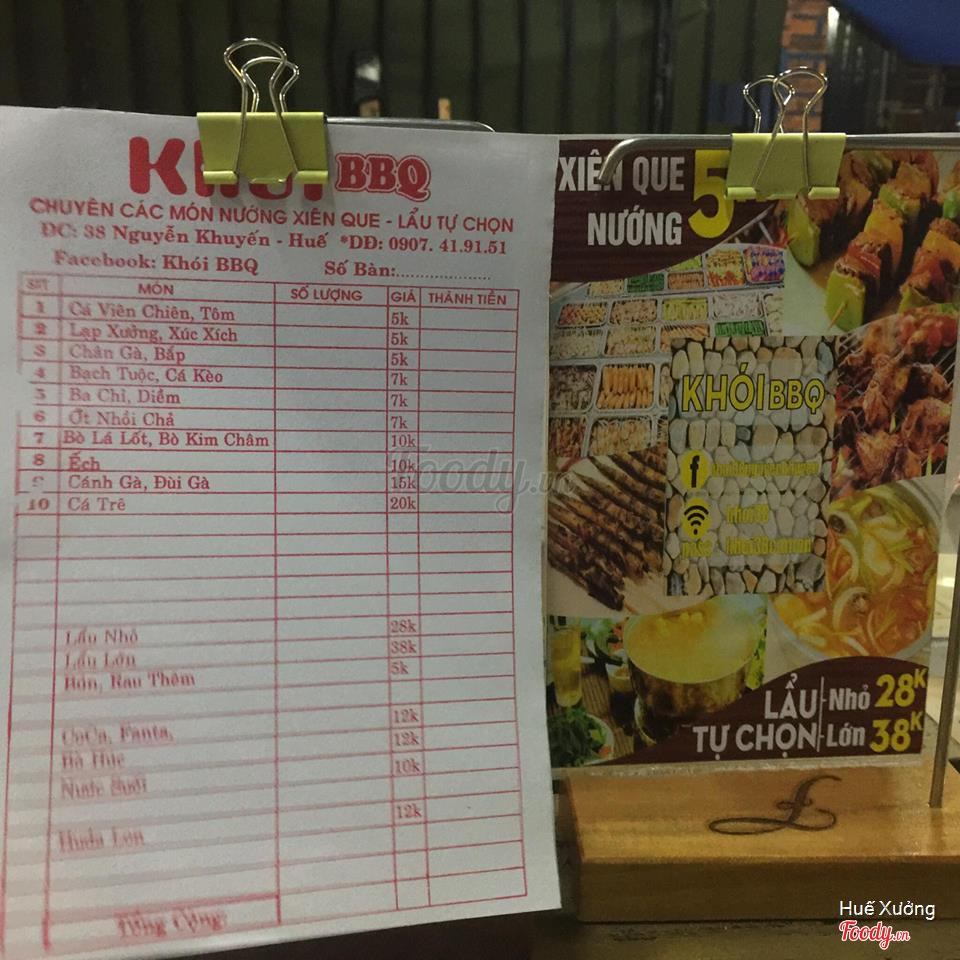 KHÓI BBQ
CHUYÊN CÁC MÓN NƯỚNG XIÊN QUE - LẨU TỰ CHỌN
ĐC: 38 Nguyễn Khuyến - Huế *DĐ: 0907. 41.91.51
Facebook: Khói BBQ Số Bàn:....................
STT MÓN SỐ LƯỢNG GIÁ THÀNH TIỀN
1 Cá Viên Chiên, Tôm 5k
2 Lạp Xưởng, Xúc Xích 5k
3 Chân Gà, Bắp 5k
4 Bạch Tuộc, Cá Kèo 7k
5 Ba Chỉ, Diềm 7k
6 Ớt Nhồi Chả 7k
7 Bò Lá Lốt, Bò Kim Châm 10k
8 Ếch 10k
9 Cánh Gà, Đùi Gà 15k
10 Cá Trê 20k
Lẩu Nhỏ 28k
Lẩu Lớn 38k
Bún, Rau Thêm 5k
CoCa, Fanta, 12k
Bò Húc 12k
Nước Suối 10k
Huda Lon 12k
Tổng Cộng:
XIÊN QUE 5
NƯỚNG
KHÓI BBQ
LẨU Nhỏ 28K
TỰ CHỌN Lớn 38K
Foody.vn
Huế Xưởng
Foody.vn